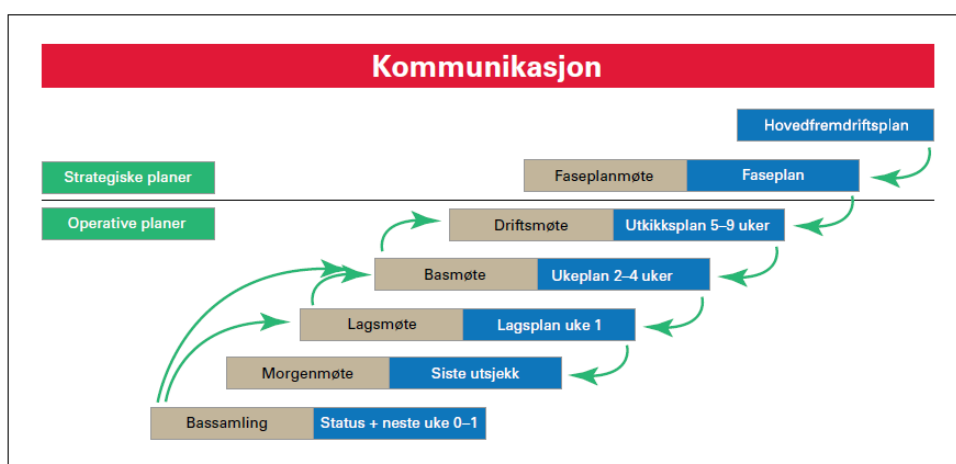 Kommunikasjon
Hovedfremdriftsplan
Strategiske planer
Faseplanmøte Faseplan
Operative planer
Driftsmøte Utkikksplan 5–9 uker
Basmøte Ukeplan 2–4 uker
Lagsmøte Lagsplan uke 1
Morgenmøte Siste utsjekk
Bassamling Status + neste uke 0–1